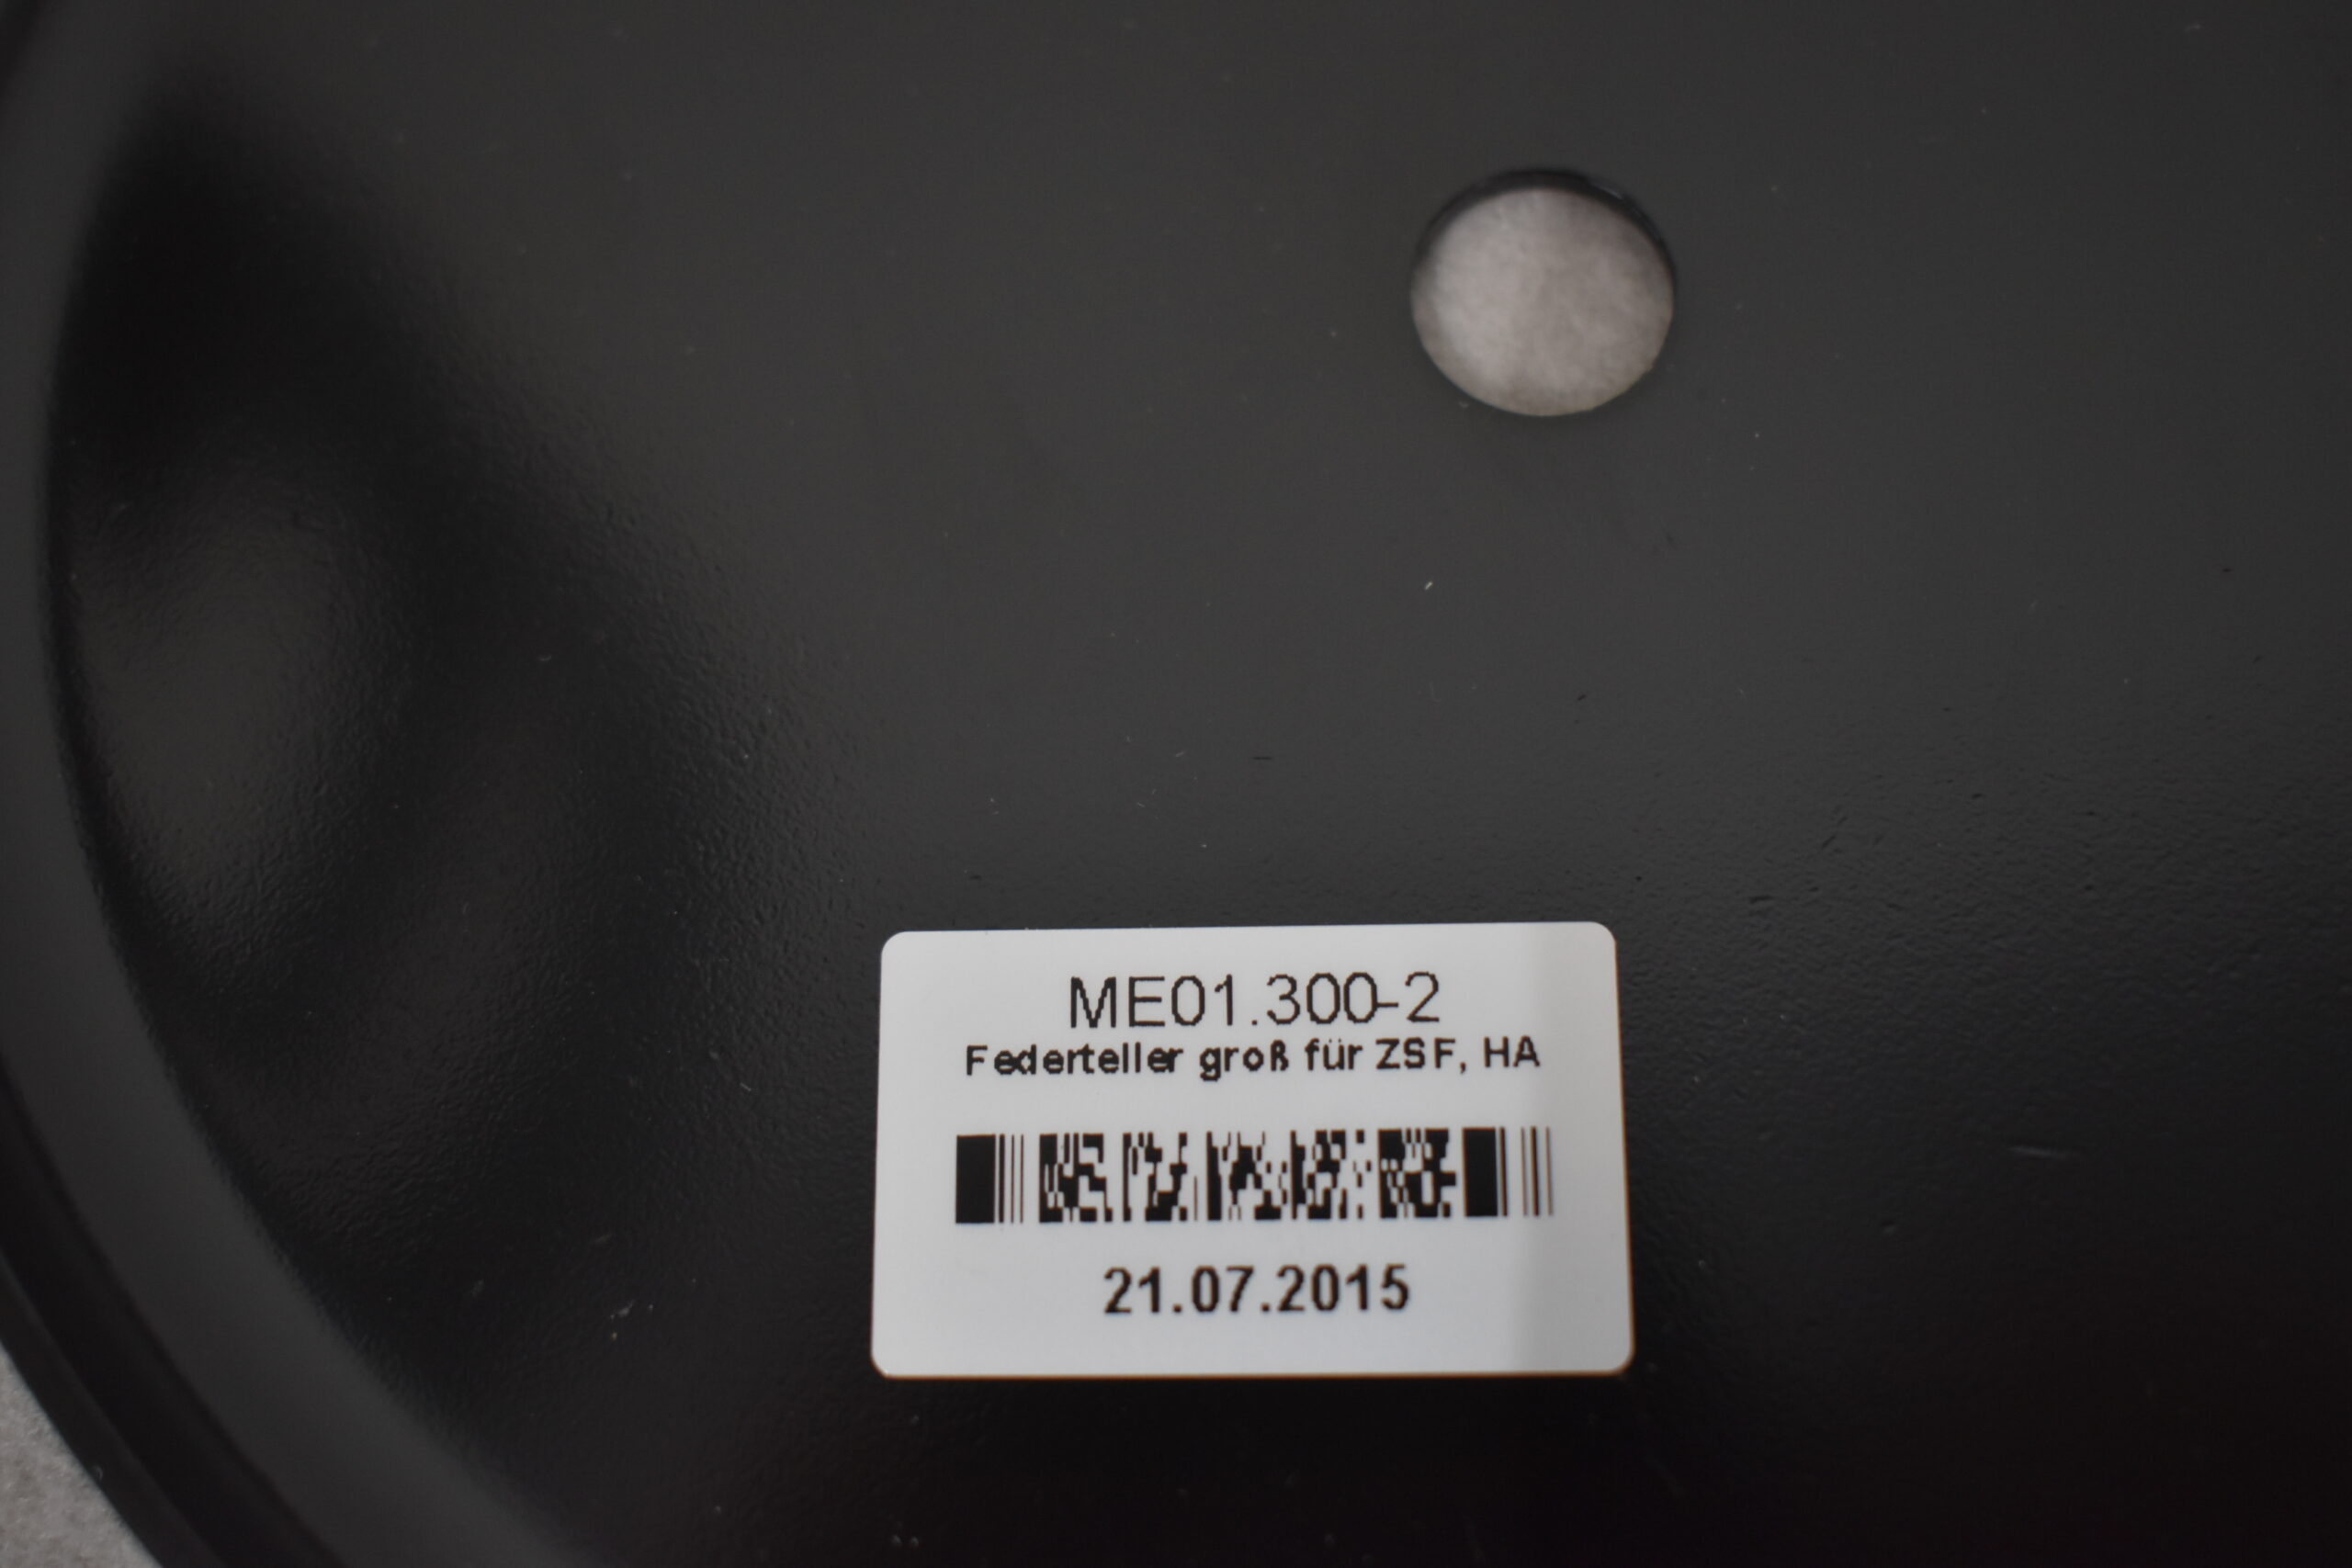 ME01.300-2
Federteller groß für ZSF, HA
21.07.2015